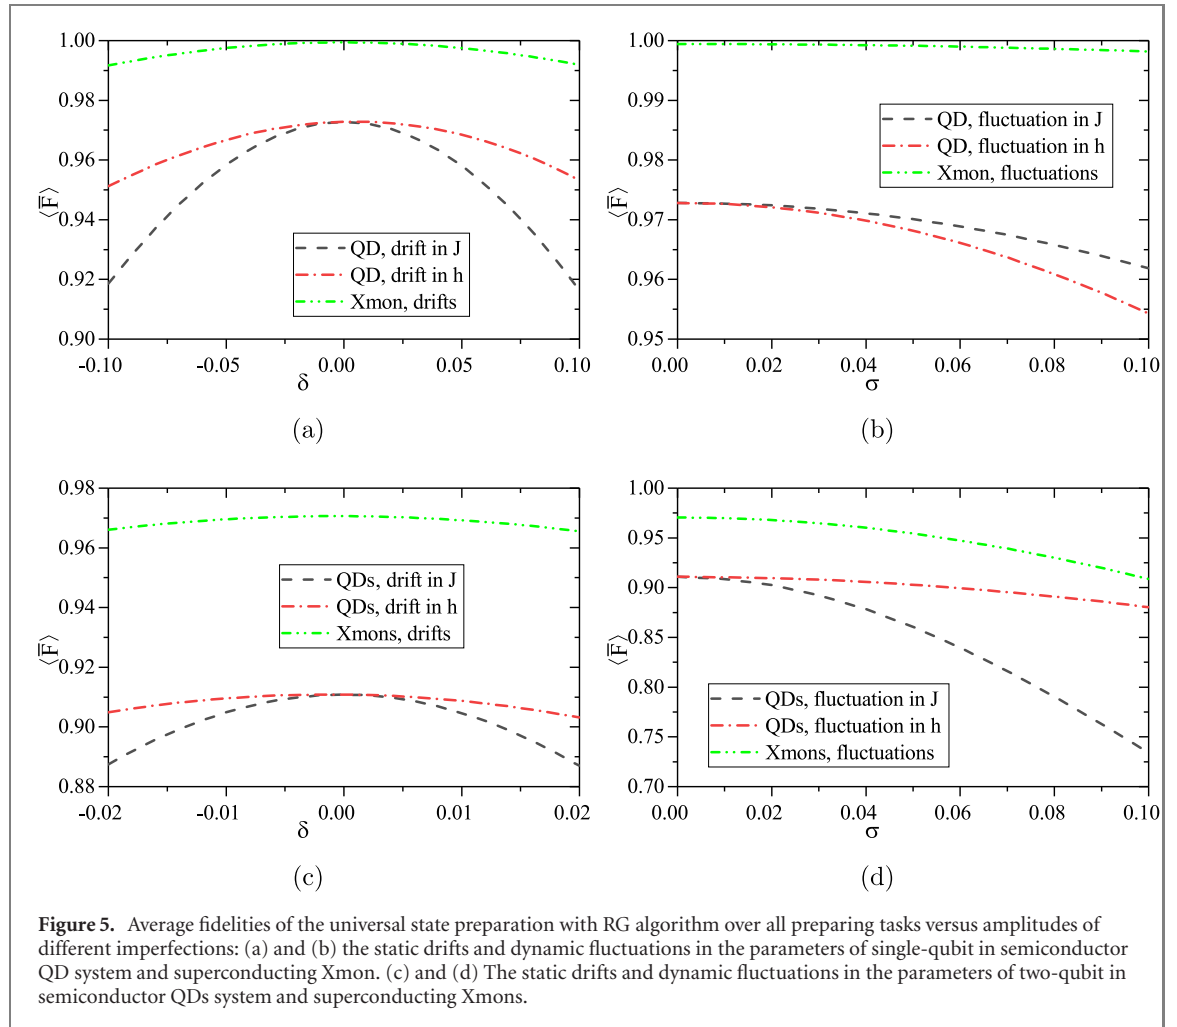 1.00
0.98
0.96
0.94
0.92
0.90
⟨F̿⟩
QD, drift in J
QD, drift in h
Xmon, drifts
-0.10 -0.05 0.00 0.05 0.10
δ
(a)
1.00
0.99
0.98
0.97
0.96
0.95
⟨F̿⟩
QD, fluctuation in J
QD, fluctuation in h
Xmon, fluctuations
0.00 0.02 0.04 0.06 0.08 0.10
σ
(b)
0.98
0.96
0.94
0.92
0.90
0.88
⟨F̿⟩
QDs, drift in J
QDs, drift in h
Xmons, drifts
-0.02 -0.01 0.00 0.01 0.02
δ
(c)
1.00
0.95
0.90
0.85
0.80
0.75
0.70
⟨F̿⟩
QDs, fluctuation in J
QDs, fluctuation in h
Xmons, fluctuations
0.00 0.02 0.04 0.06 0.08 0.10
σ
(d)
Figure 5. Average fidelities of the universal state preparation with RG algorithm over all preparing tasks versus amplitudes of
different imperfections: (a) and (b) the static drifts and dynamic fluctuations in the parameters of single-qubit in semiconductor
QD system and superconducting Xmon. (c) and (d) The static drifts and dynamic fluctuations in the parameters of two-qubit in
semiconductor QDs system and superconducting Xmons.